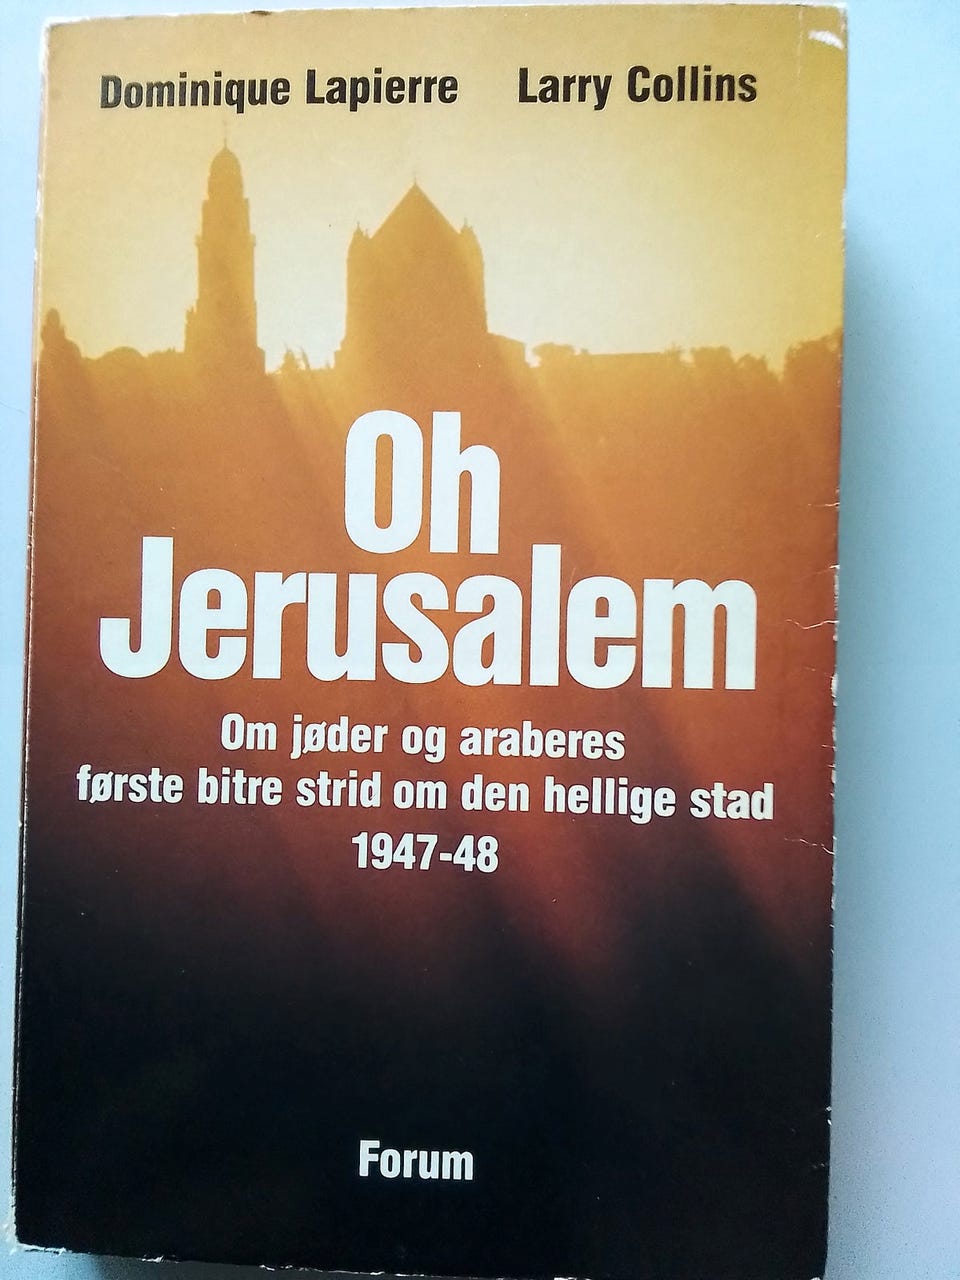 Dominique Lapierre Larry Collins
Oh
Jerusalem
Om jøder og araberes
første bitre strid om den hellige stad
1947-48
Forum